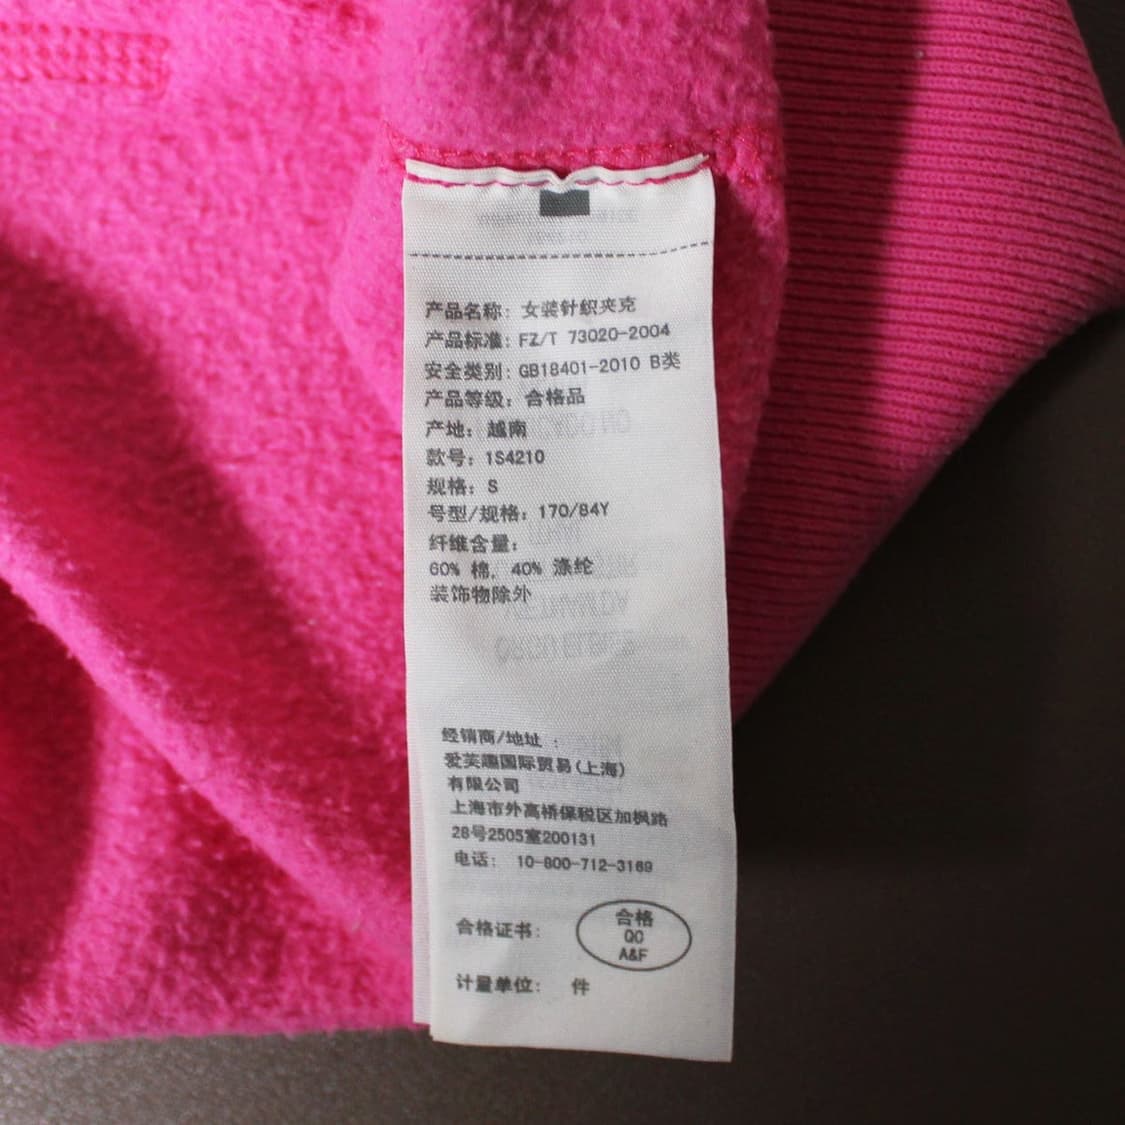 产品名称: 女装针织夹克
产品标准: FZ/T 73020-2004
安全类别: GB18401-2010 B类
产品等级: 合格品
产地: 越南
款号: 1S4210
规格: S
号型/规格: 170/84Y
纤维含量:
60% 棉, 40% 涤纶
装饰物除外
经销商/地址 :
爱芙趣国际贸易(上海)
有限公司
上海市外高桥保税区加枫路
28号2505室200131
电话: 10-800-712-3169
合格证书:
合格
QC
A&F
计量单位: 件